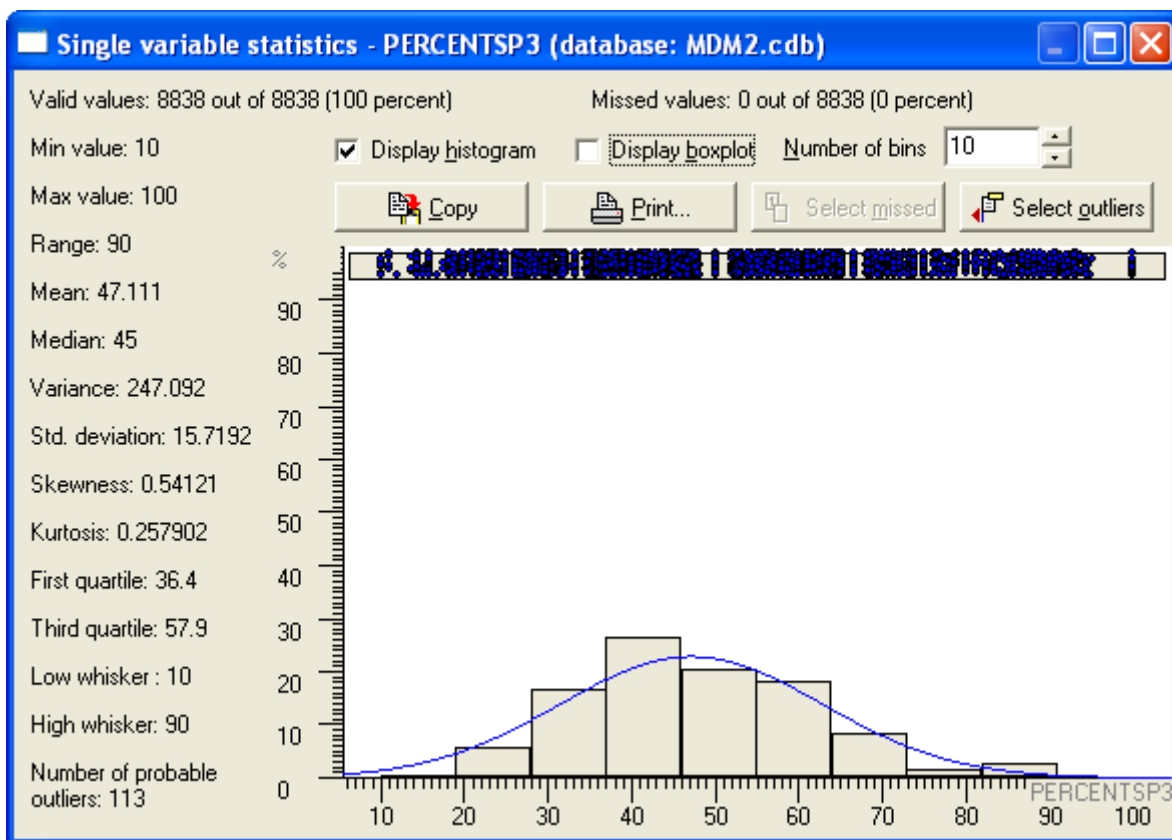 Single variable statistics - PERCENTSP3 (database: MDM2.cdb)
Valid values: 8838 out of 8838 (100 percent)
Missed values: 0 out of 8838 (0 percent)
Min value: 10
Display histogram
Display boxplot
Number of bins
10
Max value: 100
Copy
Print...
Select missed
Select outliers
Range: 90
Mean: 47.111
Median: 45
Variance: 247.092
Std. deviation: 15.7192
Skewness: 0.54121
Kurtosis: 0.257902
First quartile: 36.4
Third quartile: 57.9
Low whisker : 10
High whisker: 90
Number of probable
outliers: 113
%
90
80
70
60
50
40
30
20
10
0
PERCENTSP3
10 20 30 40 50 60 70 80 90 100